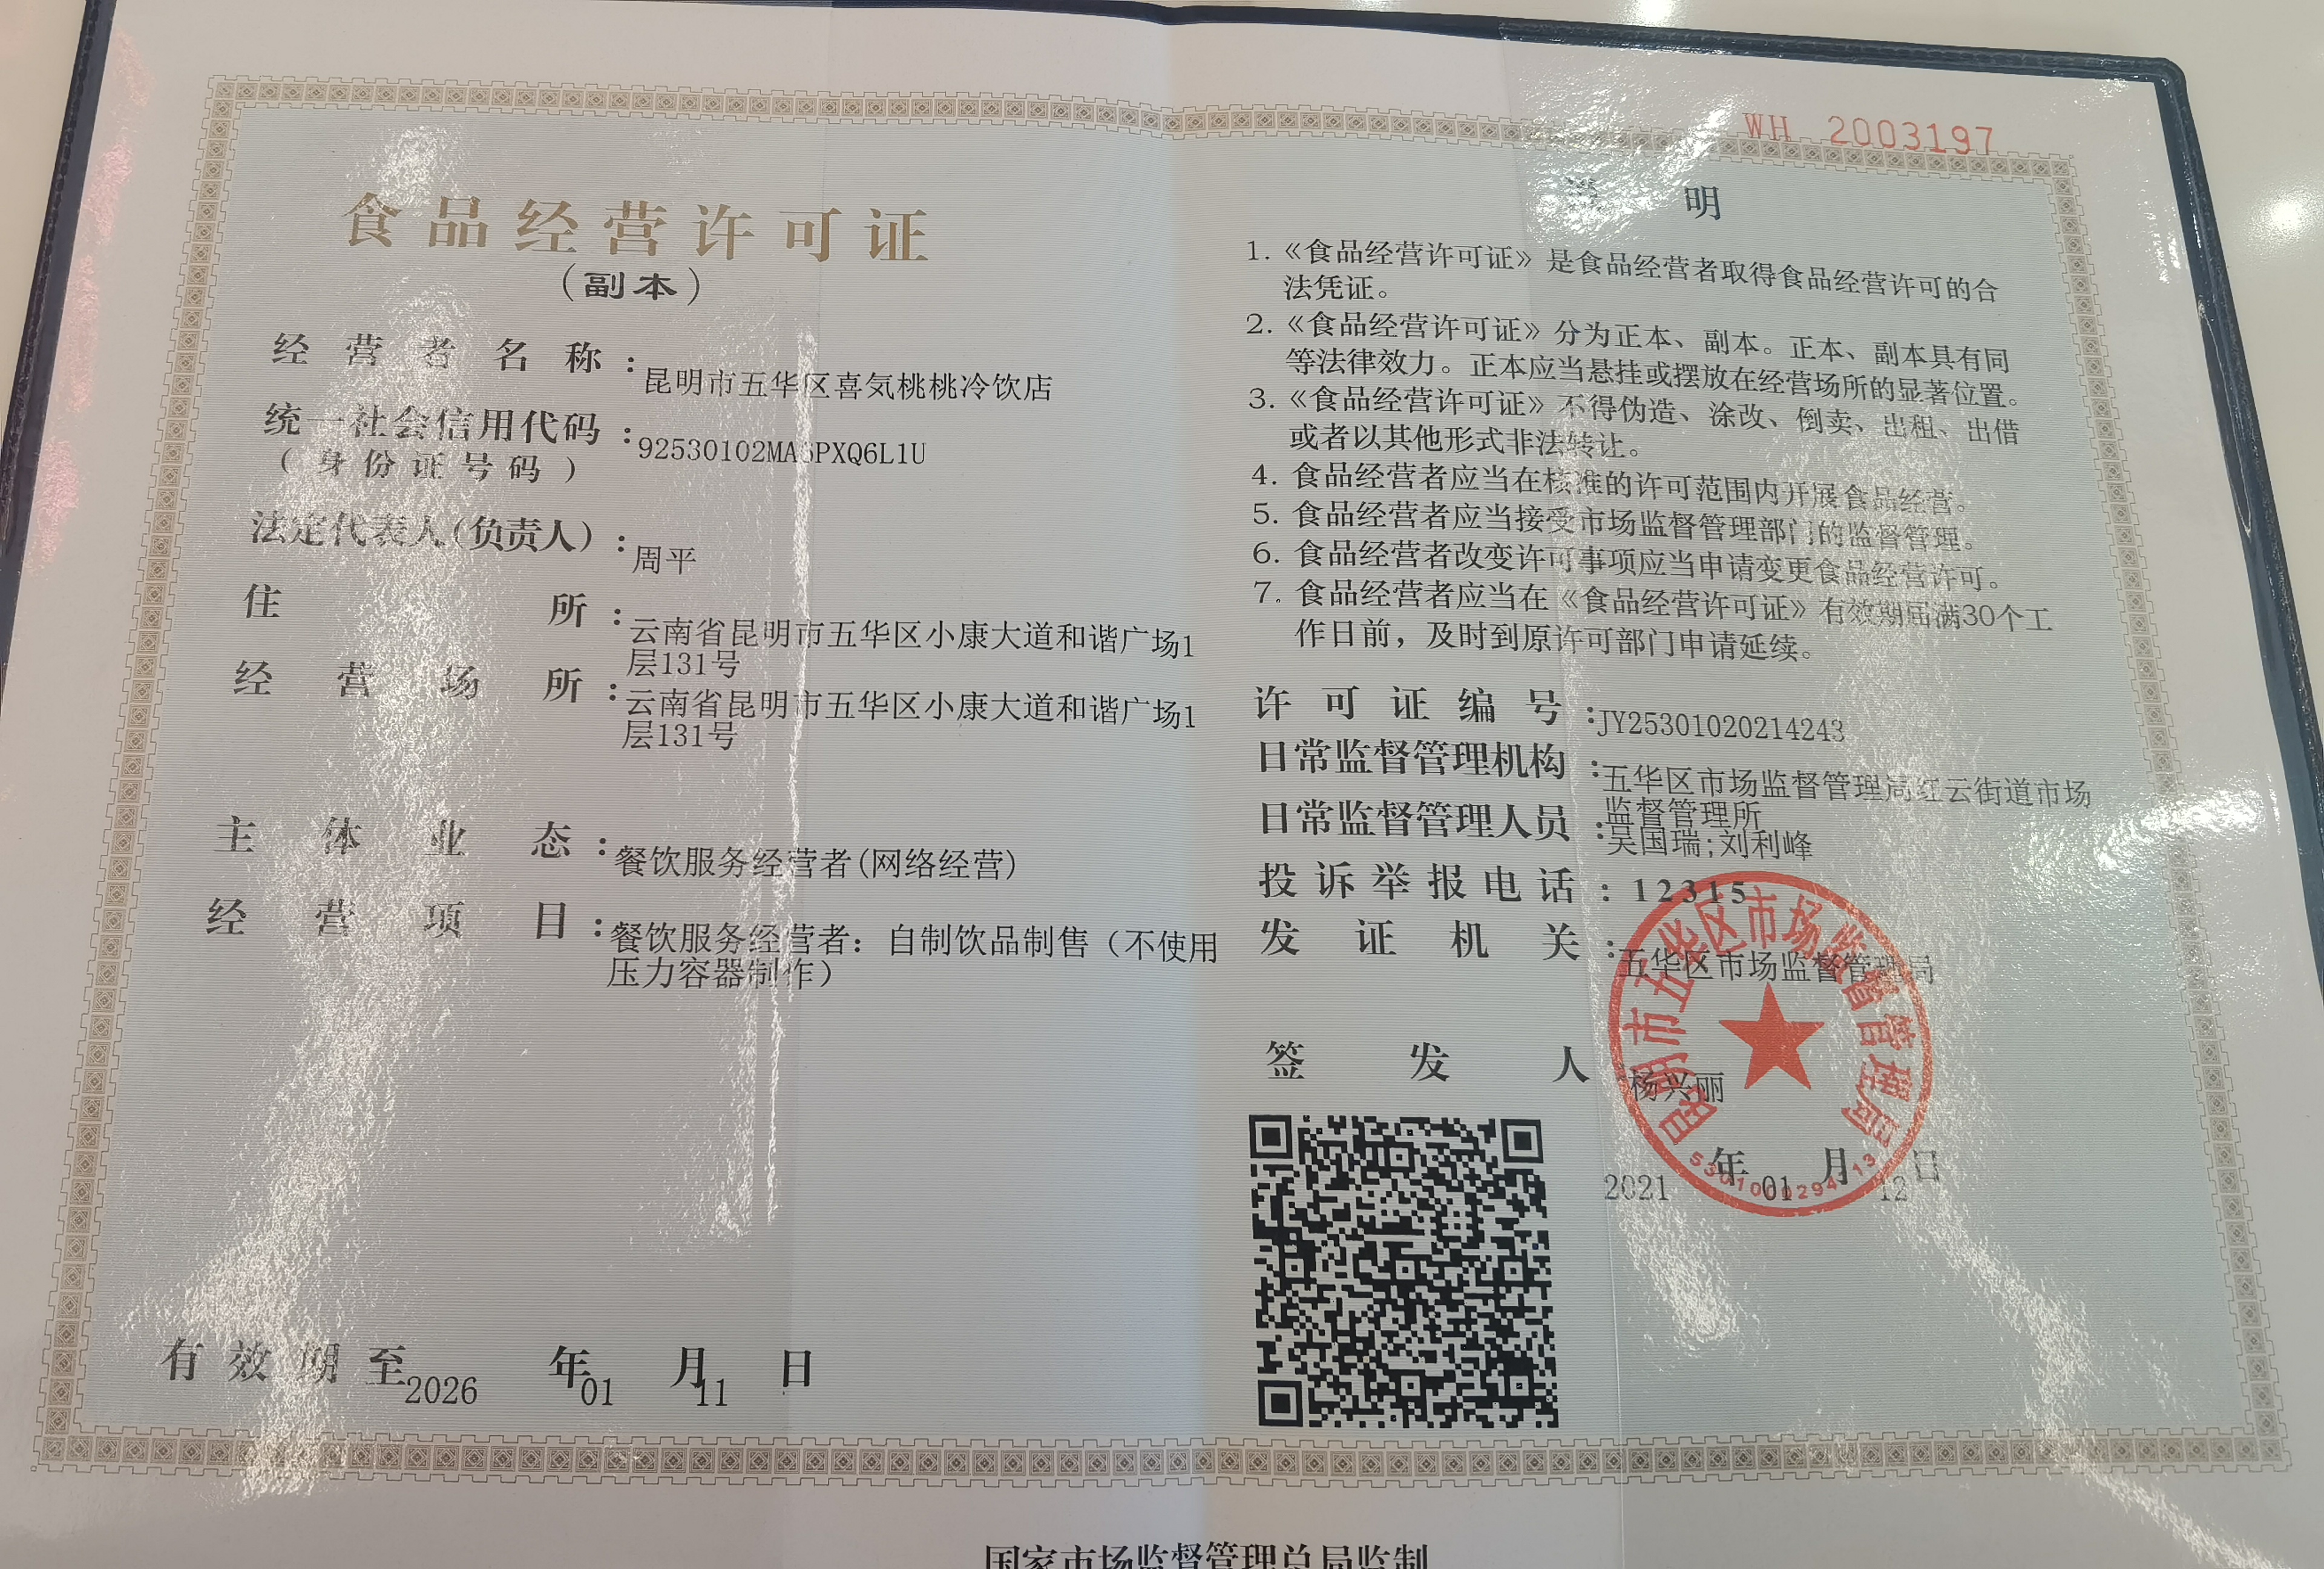 食品经营许可证
（副本）
经营者名称：昆明市五华区喜気桃桃冷饮店
统一社会信用代码：92530102MA6PXQ6L1U
（身份证号码）
法定代表人(负责人)：周平
住所：云南省昆明市五华区小康大道和谐广场1
层131号
经营场所：云南省昆明市五华区小康大道和谐广场1
层131号
主体业态：餐饮服务经营者(网络经营)
经营项目：餐饮服务经营者：自制饮品制售（不使用
压力容器制作）
有效期至2026年01月11日
WH 2003197
说明
1.《食品经营许可证》是食品经营者取得食品经营许可的合
法凭证。
2.《食品经营许可证》分为正本、副本。正本、副本具有同
等法律效力。正本应当悬挂或摆放在经营场所的显著位置。
3.《食品经营许可证》不得伪造、涂改、倒卖、出租、出借
或者以其他形式非法转让。
4. 食品经营者应当在核准的许可范围内开展食品经营。
5. 食品经营者应当接受市场监督管理部门的监督管理。
6. 食品经营者改变许可事项应当申请变更食品经营许可。
7. 食品经营者应当在《食品经营许可证》有效期届满30个工
作日前，及时到原许可部门申请延续。
许可证编号：JY25301020214243
日常监督管理机构：五华区市场监督管理局红云街道市场
监督管理所
日常监督管理人员：吴国瑞;刘利峰
投诉举报电话：12315
发证机关：五华区市场监督管理局
签发人：杨兴丽
2021年01月12日
昆明市五华区市场监督管理局
国家市场监督管理总局监制